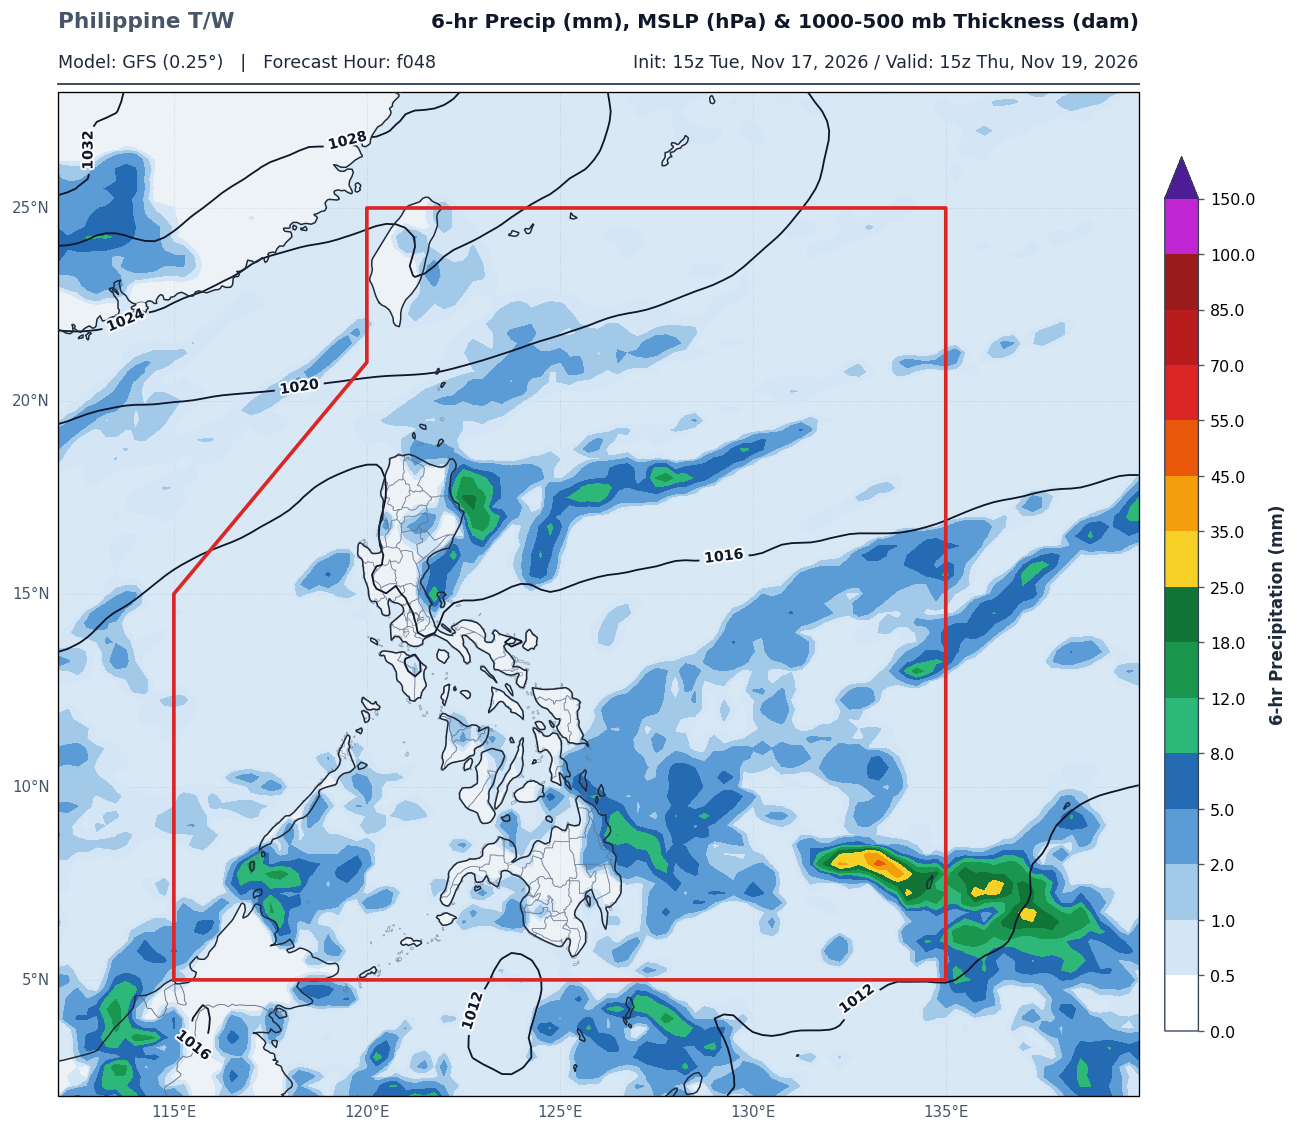 Philippine T/W
6-hr Precip (mm), MSLP (hPa) & 1000-500 mb Thickness (dam)
Model: GFS (0.25°) | Forecast Hour: f048
Init: 15z Tue, Nov 17, 2026 / Valid: 15z Thu, Nov 19, 2026
1032
1028
1024
1020
1016
1012
1012
1016
25°N
20°N
15°N
10°N
5°N
115°E
120°E
125°E
130°E
135°E
150.0
100.0
85.0
70.0
55.0
45.0
35.0
25.0
18.0
12.0
8.0
5.0
2.0
1.0
0.5
0.0
6-hr Precipitation (mm)